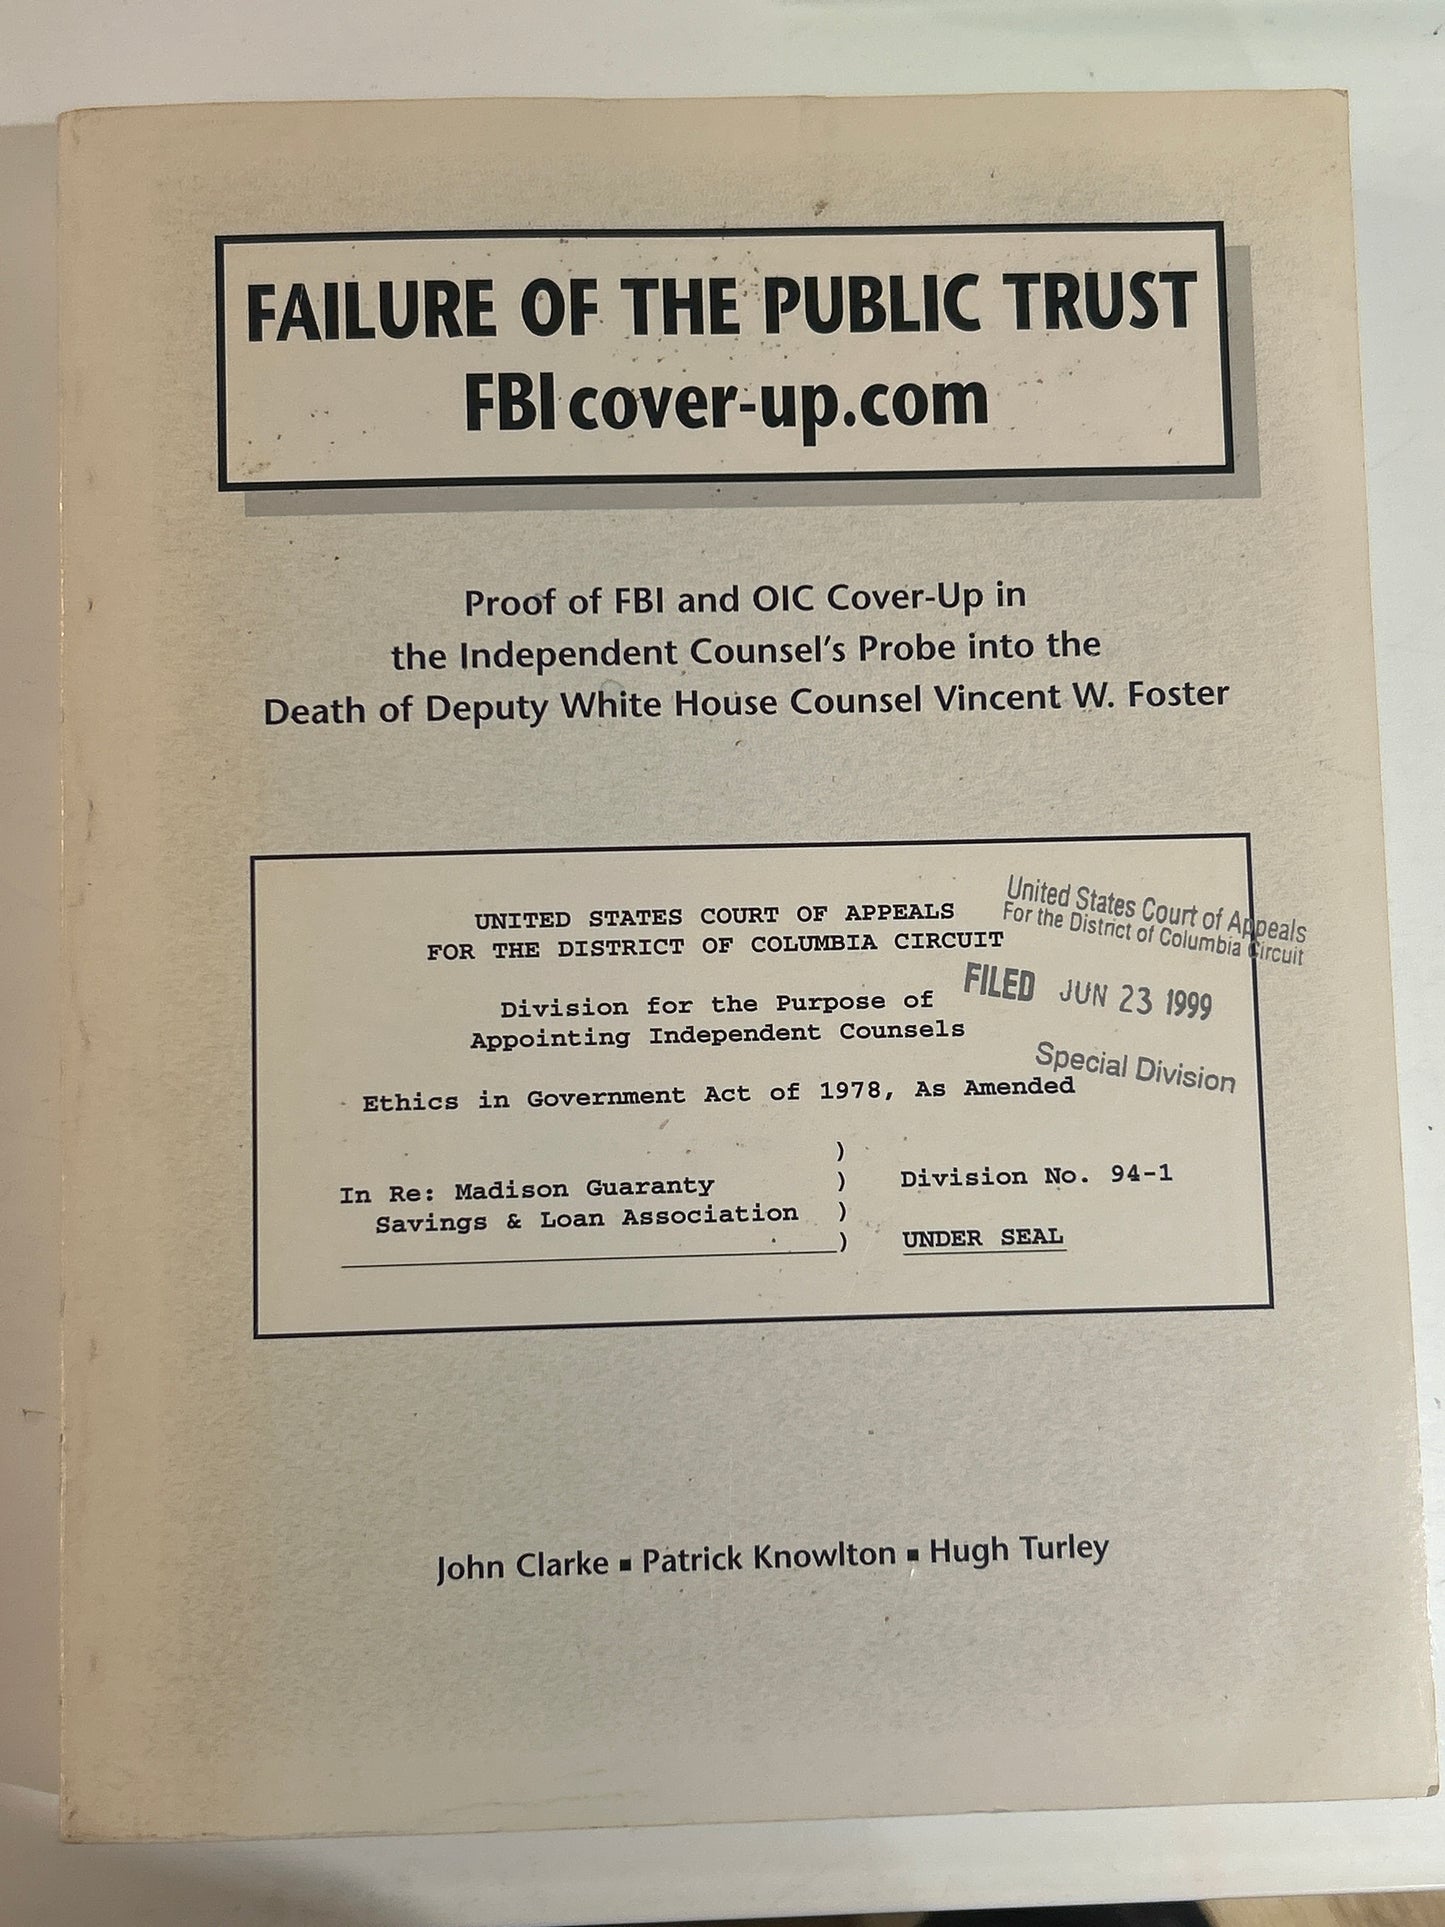 FAILURE OF THE PUBLIC TRUST
FBIcover-up.com
Proof of FBI and OIC Cover-Up in
the Independent Counsel's Probe into the
Death of Deputy White House Counsel Vincent W. Foster
UNITED STATES COURT OF APPEALS
FOR THE DISTRICT OF COLUMBIA CIRCUIT
United States Court of Appeals
For the District of Columbia Circuit
FILED JUN 23 1999
Special Division
Division for the Purpose of
Appointing Independent Counsels
Ethics in Government Act of 1978, As Amended
)
In Re: Madison Guaranty ) Division No. 94-1
Savings & Loan Association )
) UNDER SEAL
John Clarke ▪ Patrick Knowlton ▪ Hugh Turley